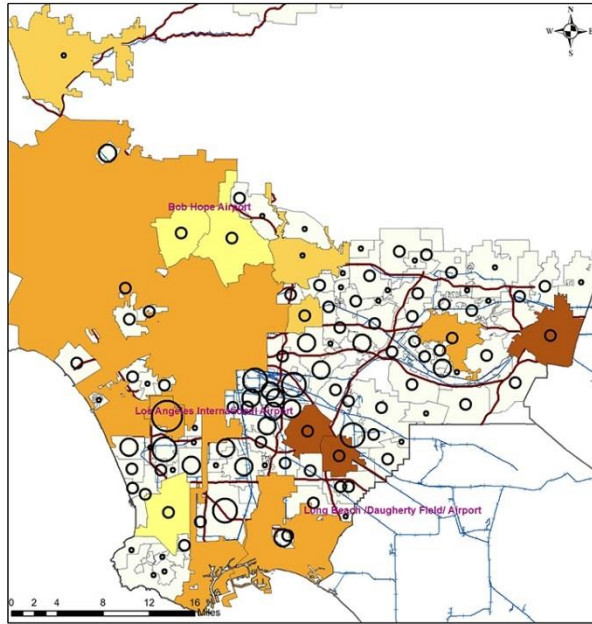 N
W E
S
Bob Hope Airport
Los Angeles International Airport
Long Beach /Daugherty Field/ Airport
0 2 4 8 12 16
Miles